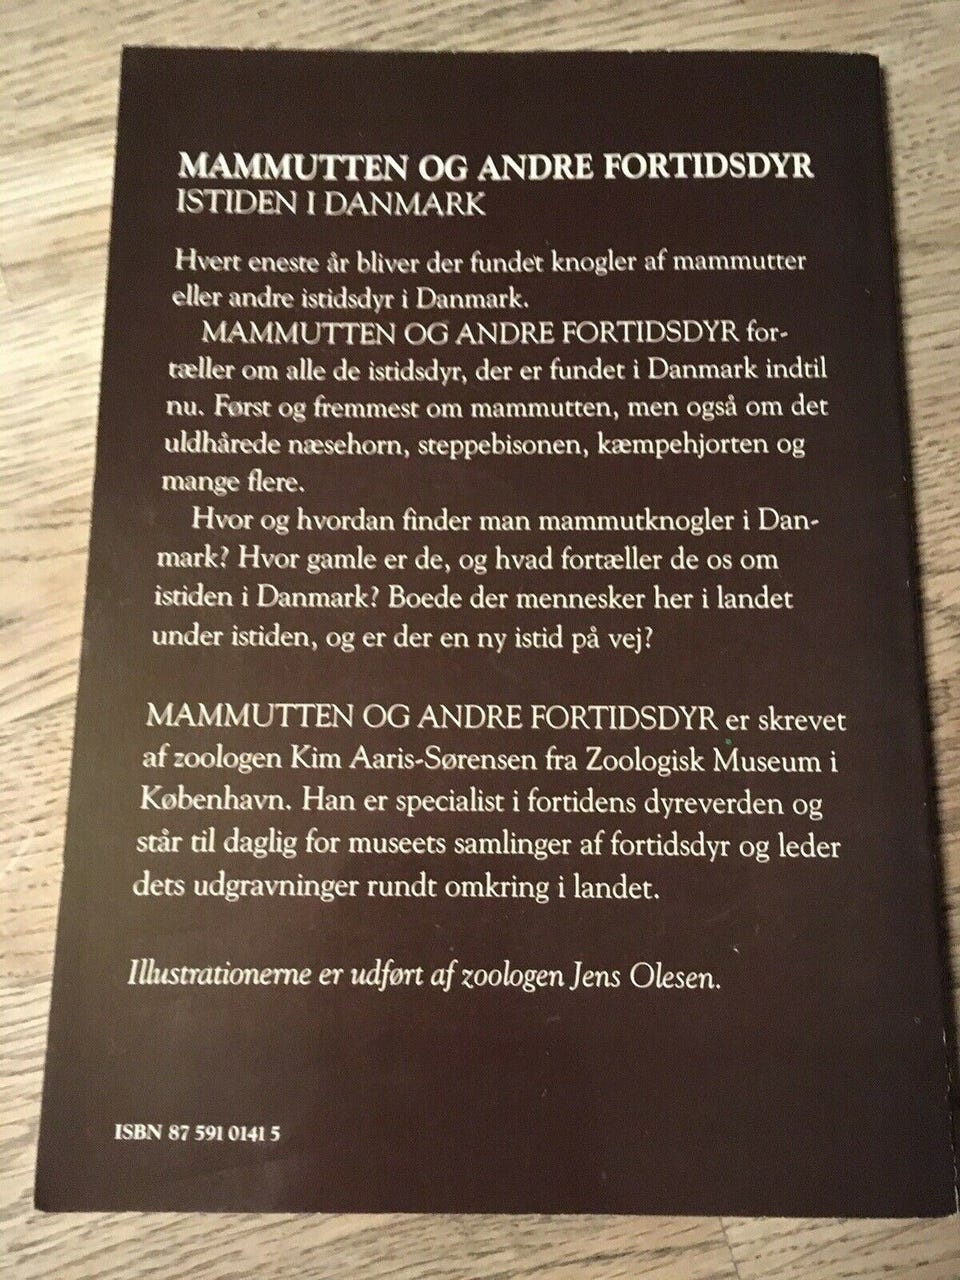 MAMMUTTEN OG ANDRE FORTIDSDYR
ISTIDEN I DANMARK
Hvert eneste år bliver der fundet knogler af mammutter
eller andre istidsdyr i Danmark.
MAMMUTTEN OG ANDRE FORTIDSDYR for-
tæller om alle de istidsdyr, der er fundet i Danmark indtil
nu. Først og fremmest om mammutten, men også om det
uldhårede næsehorn, steppebisonen, kæmpehjorten og
mange flere.
Hvor og hvordan finder man mammutknogler i Dan-
mark? Hvor gamle er de, og hvad fortæller de os om
istiden i Danmark? Boede der mennesker her i landet
under istiden, og er der en ny istid på vej?
MAMMUTTEN OG ANDRE FORTIDSDYR er skrevet
af zoologen Kim Aaris-Sørensen fra Zoologisk Museum i
København. Han er specialist i fortidens dyreverden og
står til daglig for museets samlinger af fortidsdyr og leder
dets udgravninger rundt omkring i landet.
Illustrationerne er udført af zoologen Jens Olesen.
ISBN 87 591 0141 5